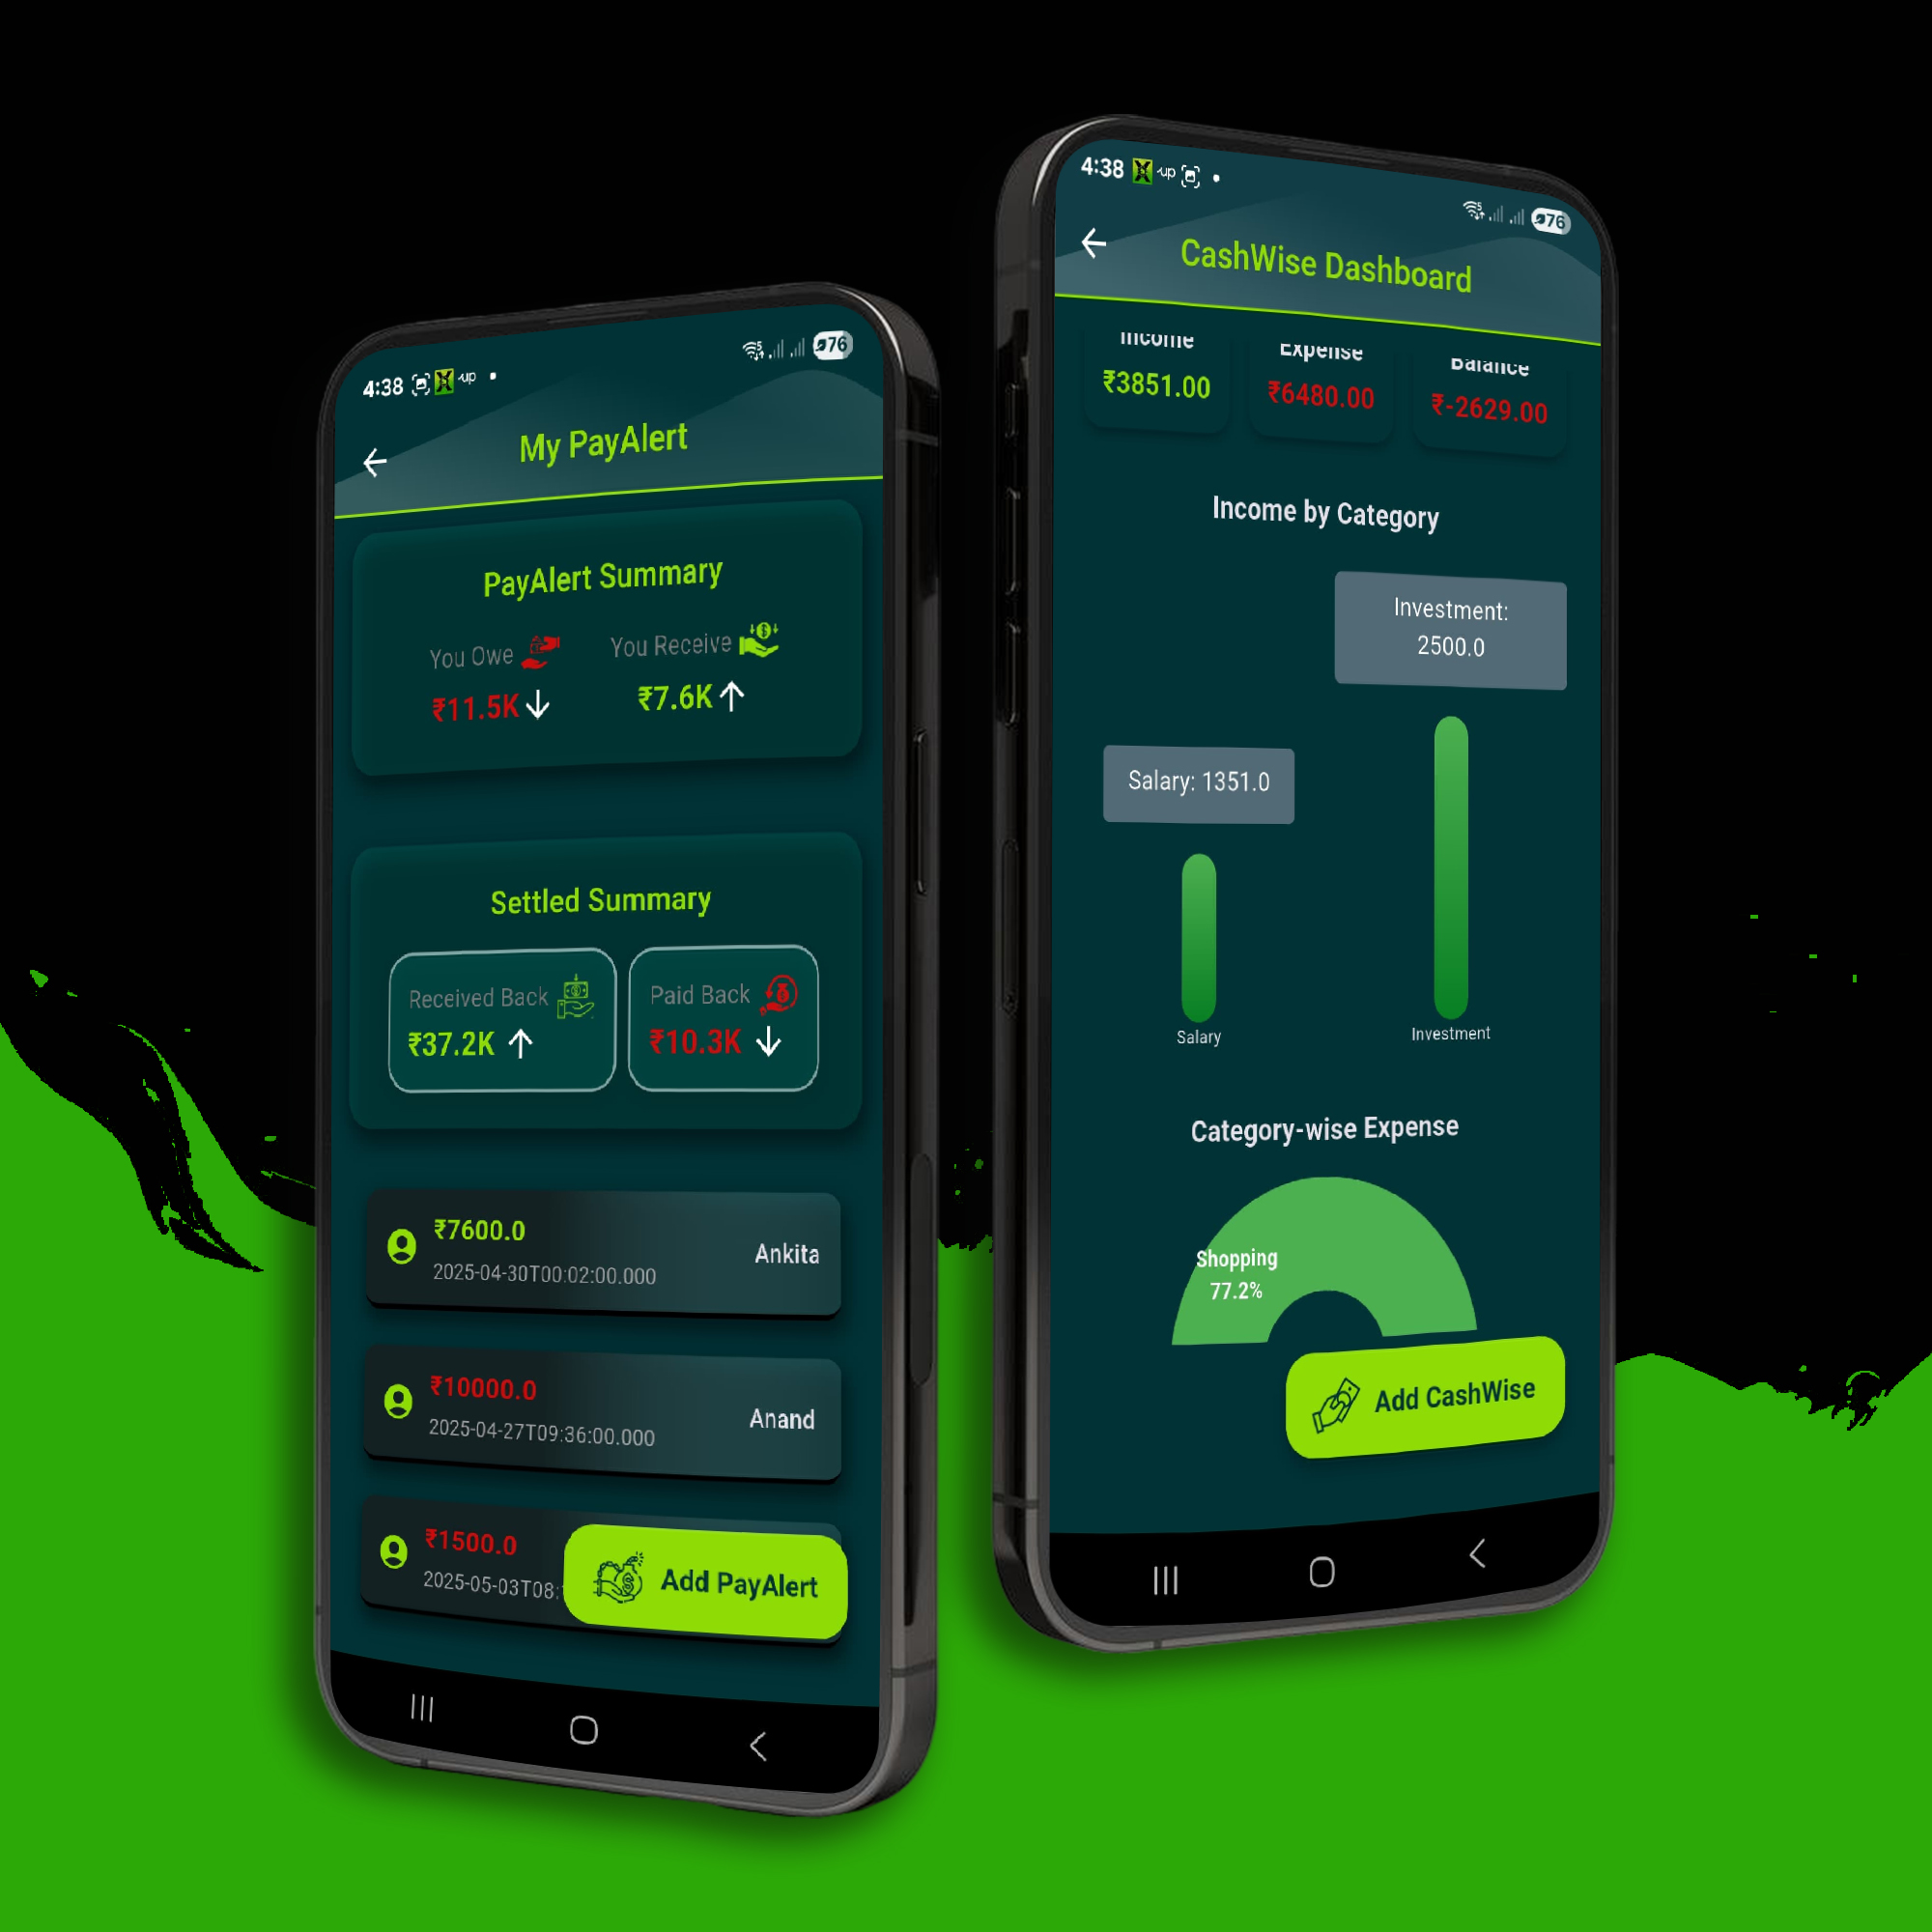 4:38 up
76
My PayAlert
PayAlert Summary
You Owe
You Receive
₹11.5K
₹7.6K
Settled Summary
Received Back
Paid Back
₹37.2K
₹10.3K
₹7600.0
2025-04-30T00:02:00.000
Ankita
₹10000.0
2025-04-27T09:36:00.000
Anand
₹1500.0
2025-05-03T08:
Add PayAlert
4:38 up
5
76
CashWise Dashboard
Income
Expense
Balance
₹3851.00
₹6480.00
₹-2629.00
Income by Category
Investment:
2500.0
Salary: 1351.0
Salary
Investment
Category-wise Expense
Shopping
77.2%
Add CashWise